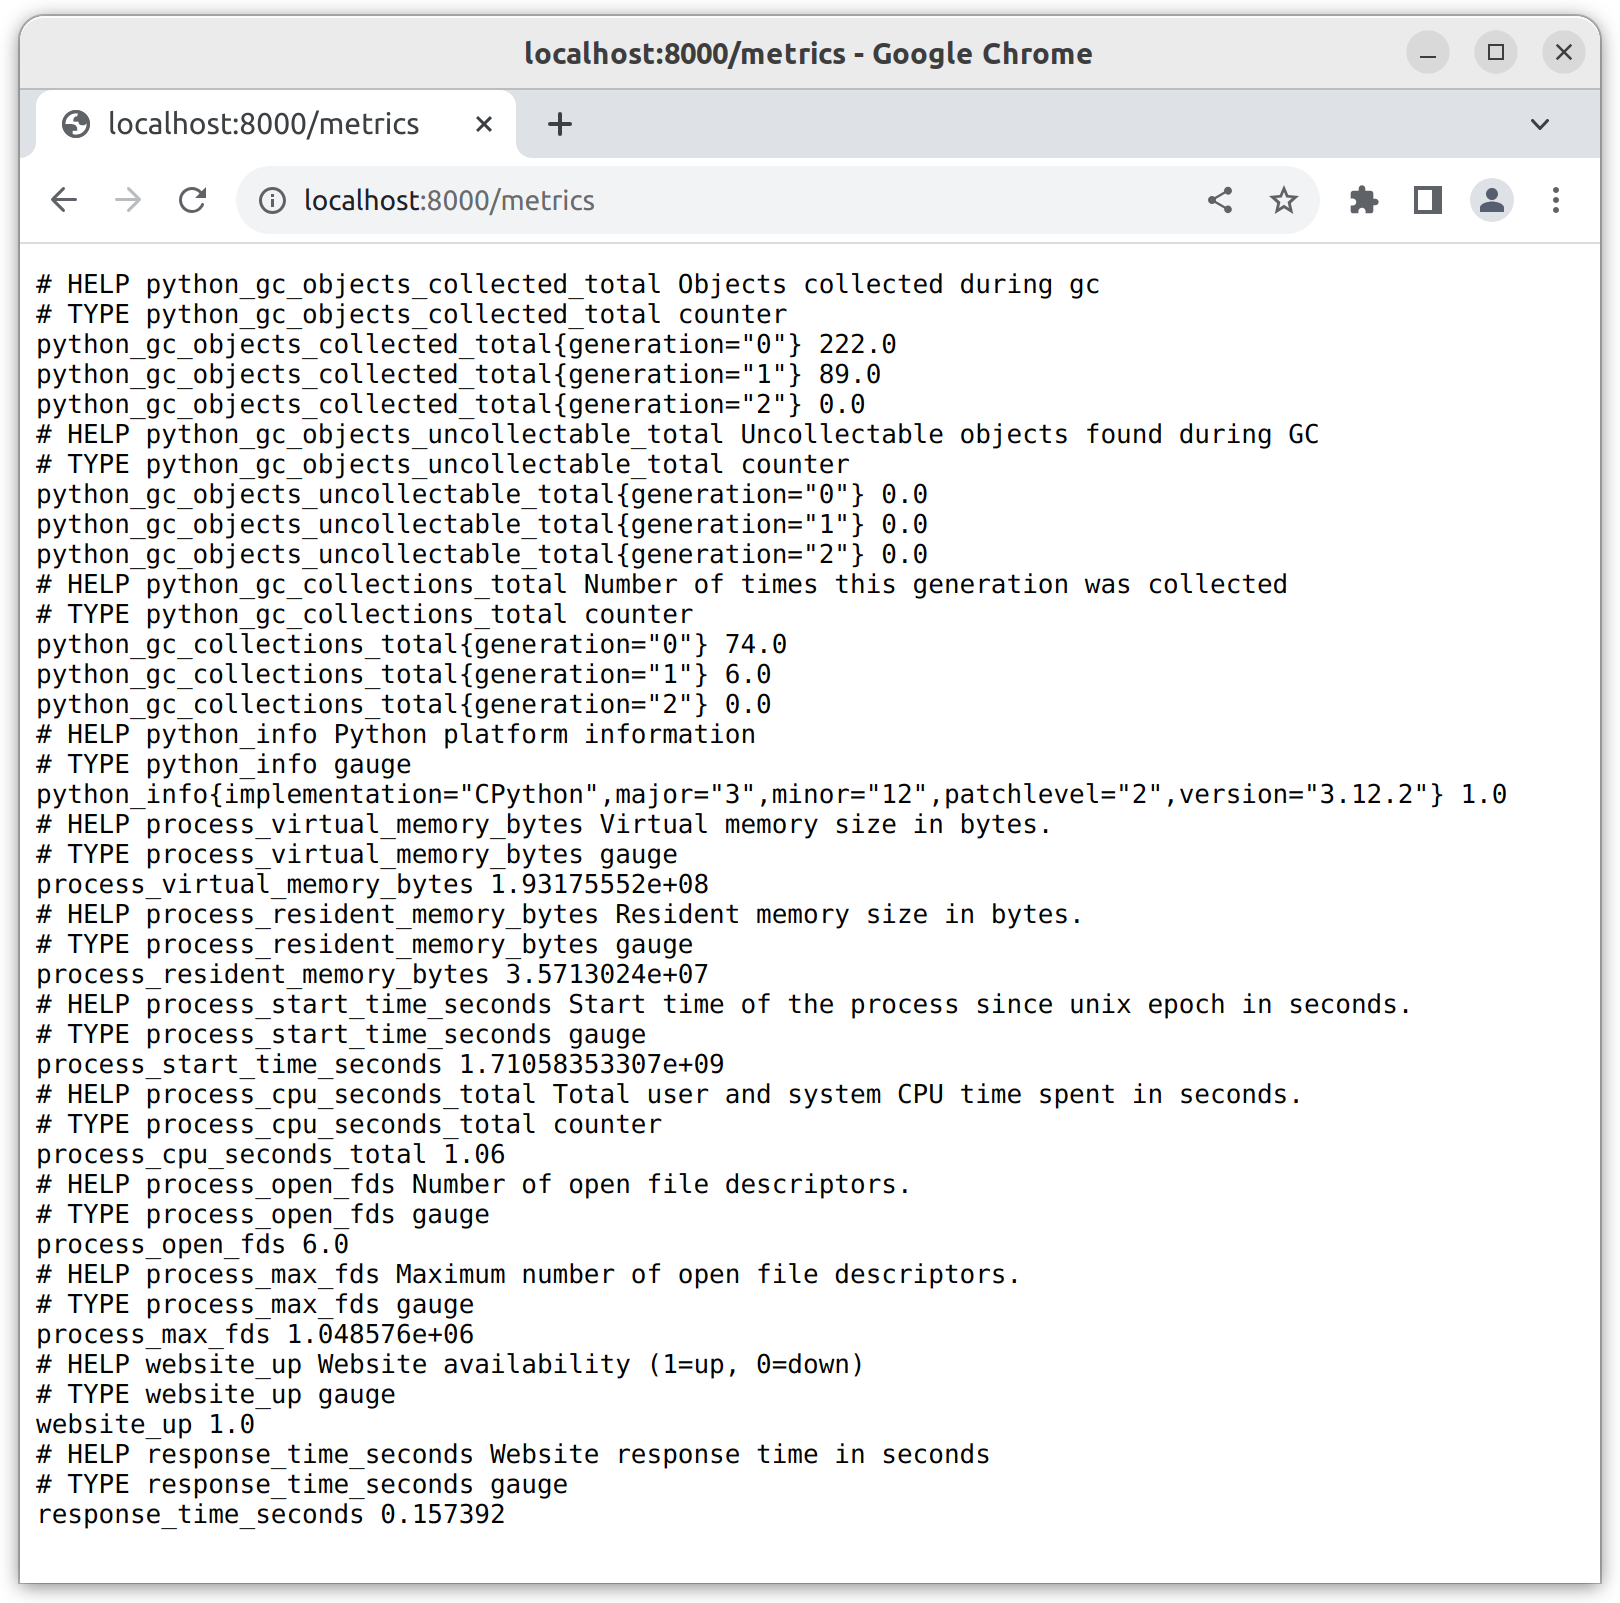 localhost:8000/metrics - Google Chrome
localhost:8000/metrics
localhost:8000/metrics
# HELP python_gc_objects_collected_total Objects collected during gc
# TYPE python_gc_objects_collected_total counter
python_gc_objects_collected_total{generation="0"} 222.0
python_gc_objects_collected_total{generation="1"} 89.0
python_gc_objects_collected_total{generation="2"} 0.0
# HELP python_gc_objects_uncollectable_total Uncollectable objects found during GC
# TYPE python_gc_objects_uncollectable_total counter
python_gc_objects_uncollectable_total{generation="0"} 0.0
python_gc_objects_uncollectable_total{generation="1"} 0.0
python_gc_objects_uncollectable_total{generation="2"} 0.0
# HELP python_gc_collections_total Number of times this generation was collected
# TYPE python_gc_collections_total counter
python_gc_collections_total{generation="0"} 74.0
python_gc_collections_total{generation="1"} 6.0
python_gc_collections_total{generation="2"} 0.0
# HELP python_info Python platform information
# TYPE python_info gauge
python_info{implementation="CPython",major="3",minor="12",patchlevel="2",version="3.12.2"} 1.0
# HELP process_virtual_memory_bytes Virtual memory size in bytes.
# TYPE process_virtual_memory_bytes gauge
process_virtual_memory_bytes 1.93175552e+08
# HELP process_resident_memory_bytes Resident memory size in bytes.
# TYPE process_resident_memory_bytes gauge
process_resident_memory_bytes 3.5713024e+07
# HELP process_start_time_seconds Start time of the process since unix epoch in seconds.
# TYPE process_start_time_seconds gauge
process_start_time_seconds 1.71058353307e+09
# HELP process_cpu_seconds_total Total user and system CPU time spent in seconds.
# TYPE process_cpu_seconds_total counter
process_cpu_seconds_total 1.06
# HELP process_open_fds Number of open file descriptors.
# TYPE process_open_fds gauge
process_open_fds 6.0
# HELP process_max_fds Maximum number of open file descriptors.
# TYPE process_max_fds gauge
process_max_fds 1.048576e+06
# HELP website_up Website availability (1=up, 0=down)
# TYPE website_up gauge
website_up 1.0
# HELP response_time_seconds Website response time in seconds
# TYPE response_time_seconds gauge
response_time_seconds 0.157392